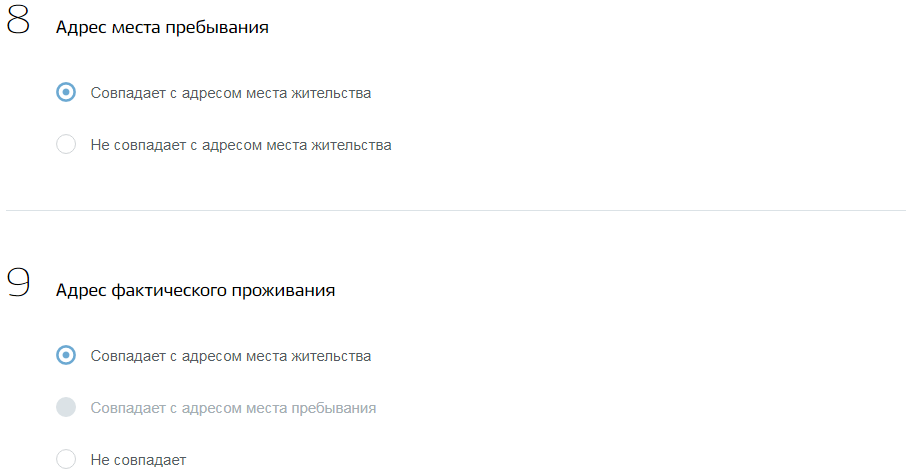 8 Адрес места пребывания
Совпадает с адресом места жительства
Не совпадает с адресом места жительства
9 Адрес фактического проживания
Совпадает с адресом места жительства
Совпадает с адресом места пребывания
Не совпадает